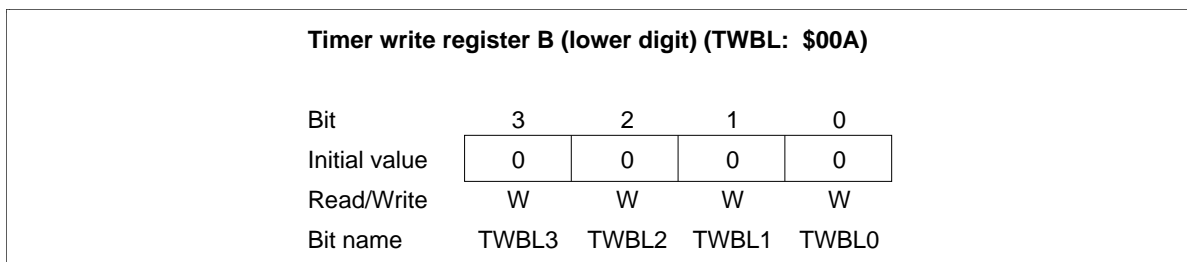 Timer write register B (lower digit) (TWBL: $00A)
Bit 3 2 1 0
Initial value 0 0 0 0
Read/Write W W W W
Bit name TWBL3 TWBL2 TWBL1 TWBL0